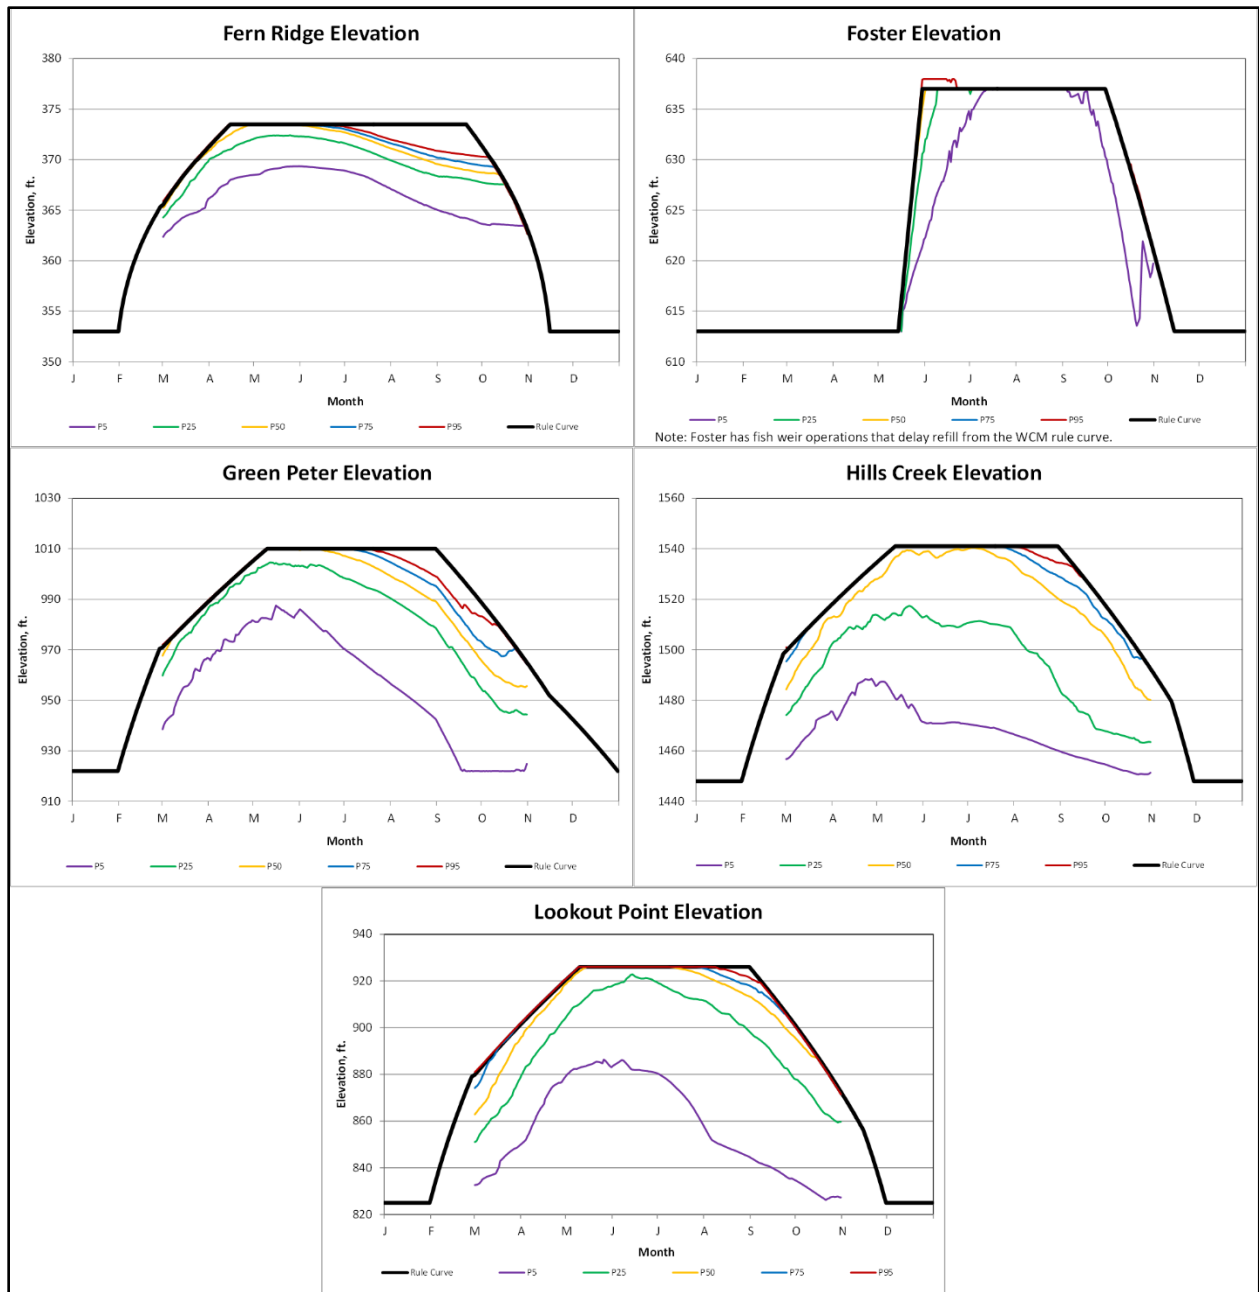 Fern Ridge Elevation
380
375
370
365
360
355
350
Elevation, ft.
J F M A M J J A S O N D
Month
P5 P25 P50 P75 P95 Rule Curve
Foster Elevation
640
635
630
625
620
615
610
Elevation, ft.
J F M A M J J A S O N D
Month
P5 P25 P50 P75 P95 Rule Curve
Note: Foster has fish weir operations that delay refill from the WCM rule curve.
Green Peter Elevation
1030
1010
990
970
950
930
910
Elevation, ft.
J F M A M J J A S O N D
Month
P5 P25 P50 P75 P95 Rule Curve
Hills Creek Elevation
1560
1540
1520
1500
1480
1460
1440
Elevation, ft.
J F M A M J J A S O N D
Month
P5 P25 P50 P75 P95 Rule Curve
Lookout Point Elevation
940
920
900
880
860
840
820
Elevation, ft.
J F M A M J J A S O N D
Month
Rule Curve P5 P25 P50 P75 P95